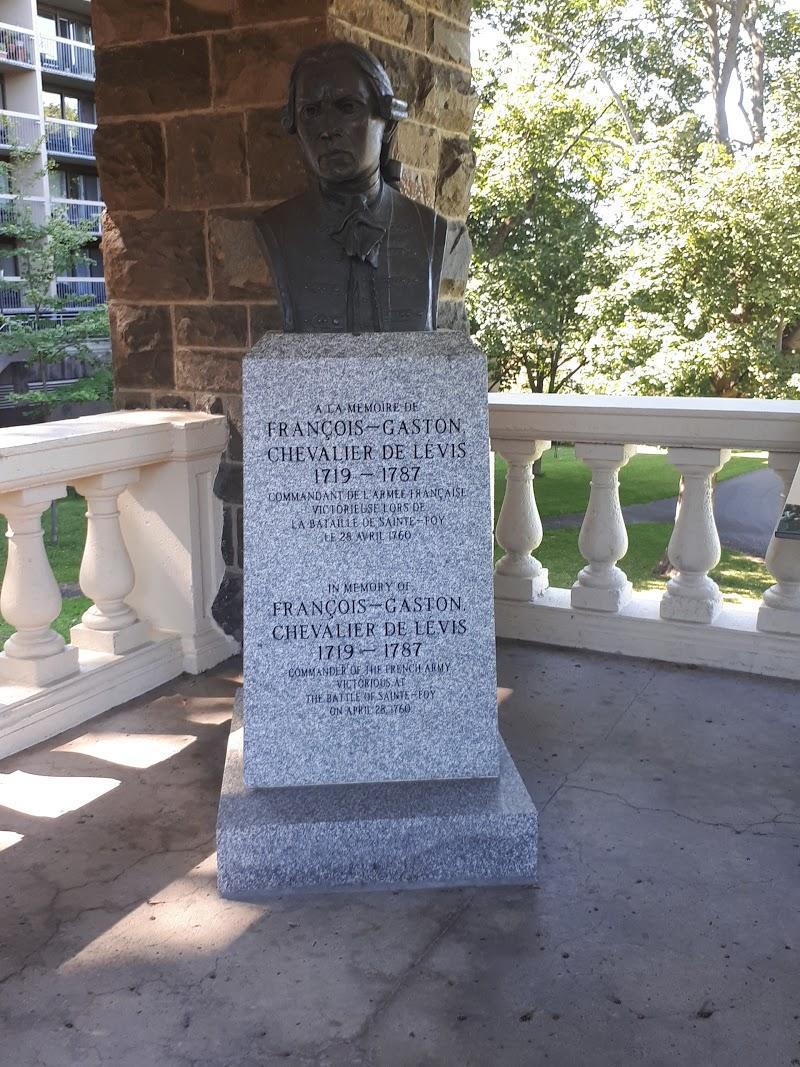 A LA MÉMOIRE DE
FRANÇOIS-GASTON,
CHEVALIER DE LÉVIS
1719 - 1787
COMMANDANT DE L'ARMÉE FRANÇAISE
VICTORIEUSE LORS DE
LA BATAILLE DE SAINTE-FOY
LE 28 AVRIL 1760
IN MEMORY OF
FRANÇOIS-GASTON,
CHEVALIER DE LÉVIS
1719 - 1787
COMMANDER OF THE FRENCH ARMY
VICTORIOUS AT
THE BATTLE OF SAINTE-FOY
ON APRIL 28, 1760